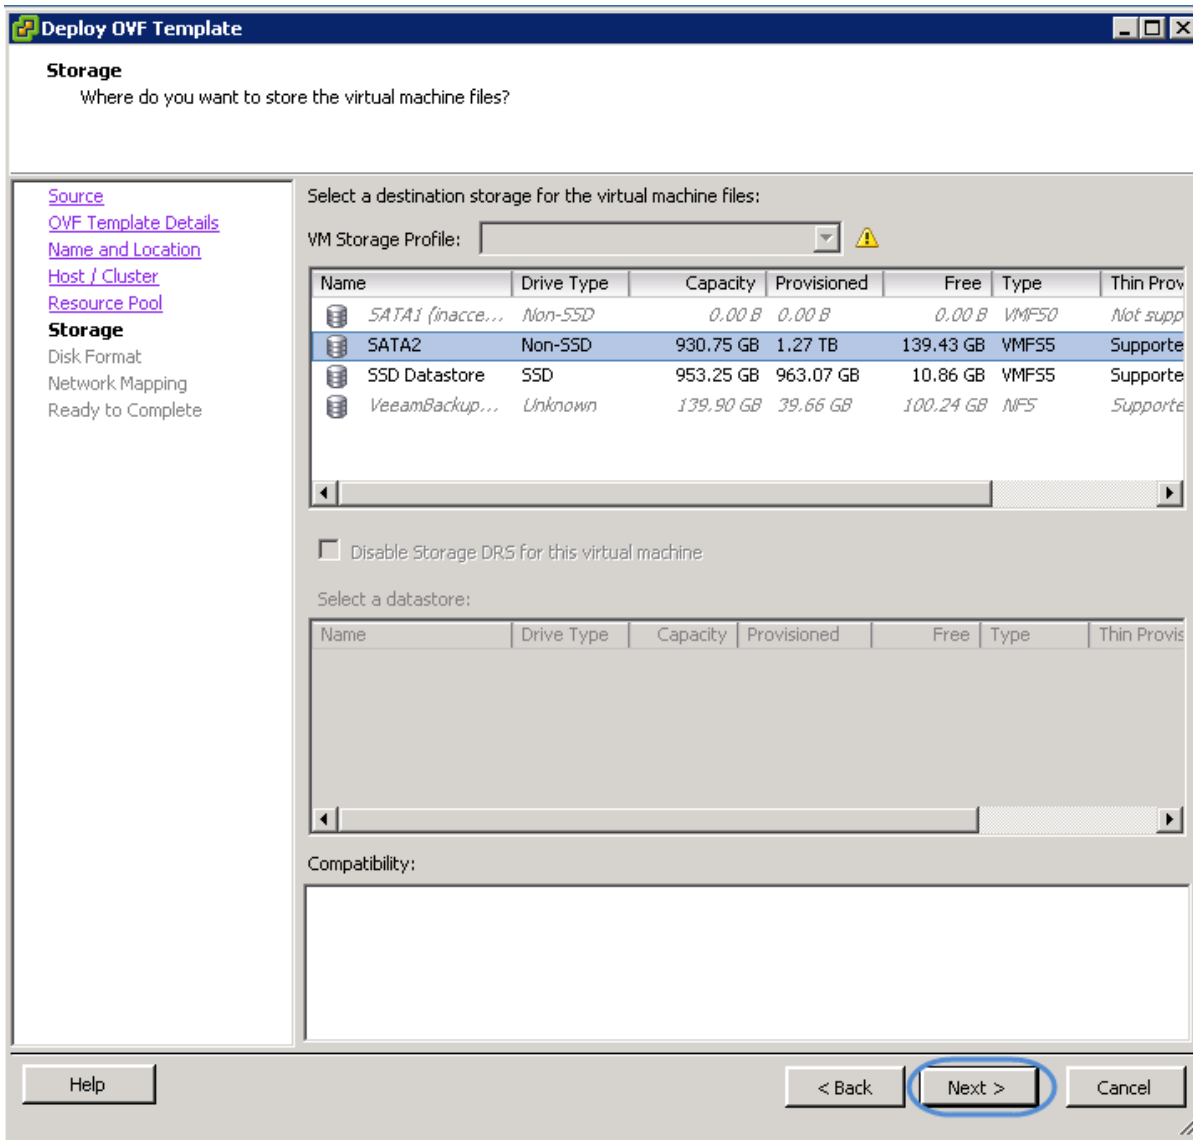 Deploy OVF Template
Storage
Where do you want to store the virtual machine files?
Source
OVF Template Details
Name and Location
Host / Cluster
Resource Pool
Storage
Disk Format
Network Mapping
Ready to Complete
Select a destination storage for the virtual machine files:
VM Storage Profile:
Name Drive Type Capacity Provisioned Free Type Thin Prov
SATA1 (inacce... Non-SSD 0.00 B 0.00 B 0.00 B VMFS0 Not supp
SATA2 Non-SSD 930.75 GB 1.27 TB 139.43 GB VMFS5 Supporte
SSD Datastore SSD 953.25 GB 963.07 GB 10.86 GB VMFS5 Supporte
VeeamBackup... Unknown 139.90 GB 39.66 GB 100.24 GB NFS Supporte
Disable Storage DRS for this virtual machine
Select a datastore:
Name Drive Type Capacity Provisioned Free Type Thin Provis
Compatibility:
Help < Back Next > Cancel